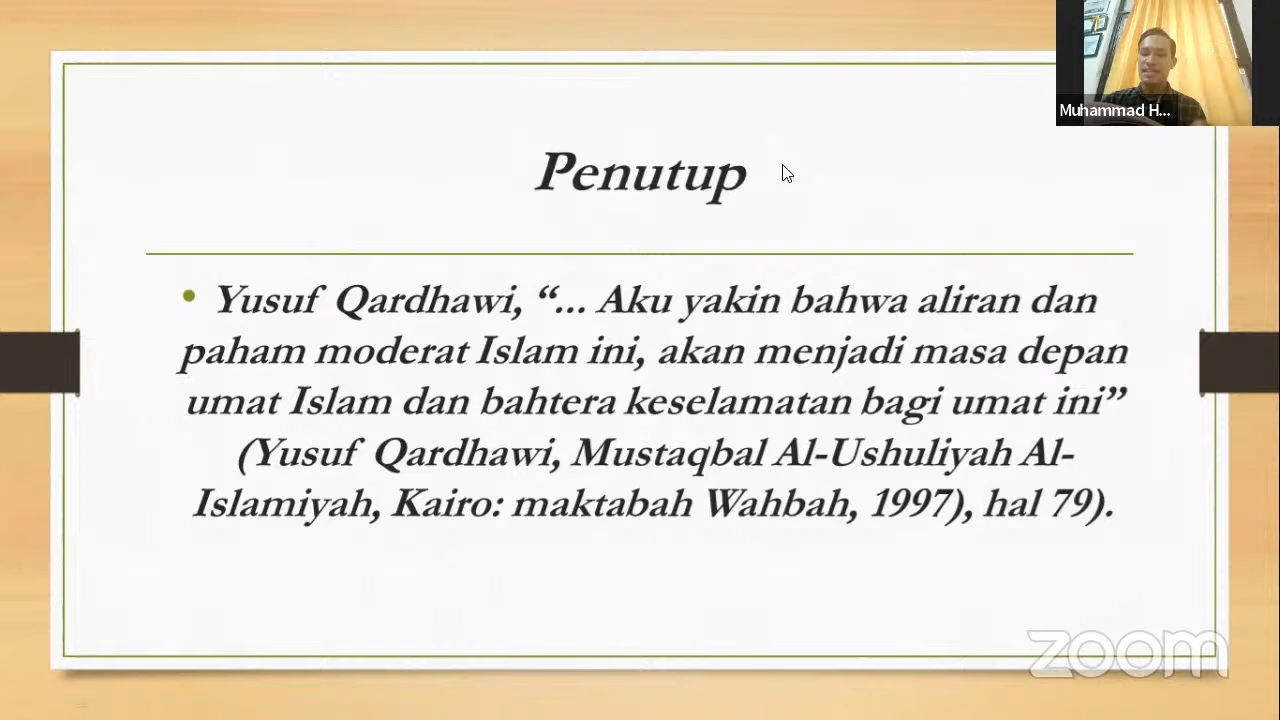 Muhammad H...
Penutup
• Yusuf Qardhawi, “... Aku yakin bahwa aliran dan
paham moderat Islam ini, akan menjadi masa depan
umat Islam dan bahtera keselamatan bagi umat ini”
(Yusuf Qardhawi, Mustaqbal Al-Ushuliyah Al-
Islamiyah, Kairo: maktabah Wahbah, 1997), hal 79).
zoom